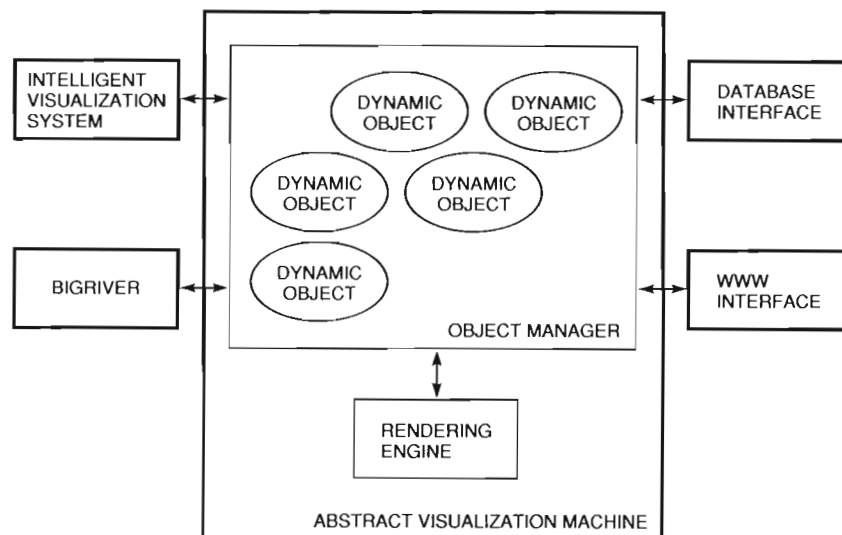 INTELLIGENT
VISUALIZATION
SYSTEM
DYNAMIC
OBJECT
DYNAMIC
OBJECT
DATABASE
INTERFACE
DYNAMIC
OBJECT
DYNAMIC
OBJECT
BIGRIVER
DYNAMIC
OBJECT
WWW
INTERFACE
OBJECT MANAGER
RENDERING
ENGINE
ABSTRACT VISUALIZATION MACHINE